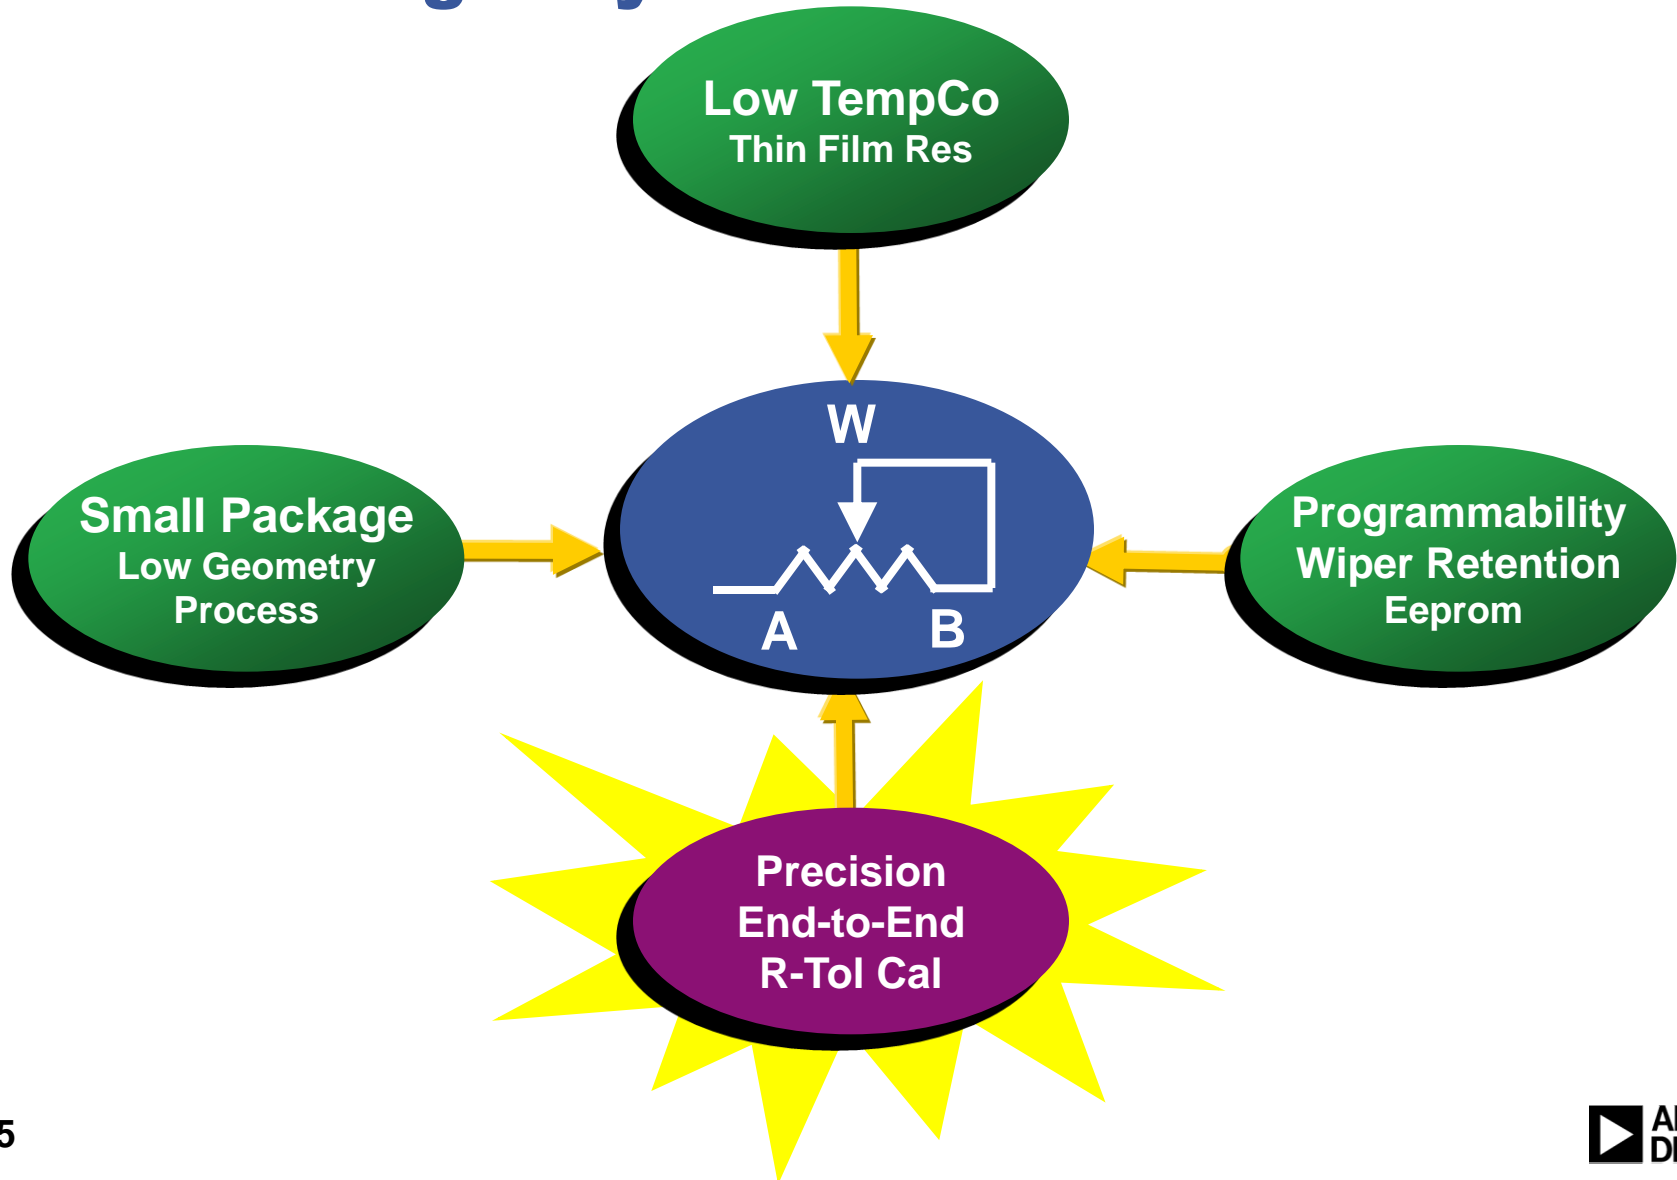 Low TempCo
Thin Film Res
W
Small Package
Low Geometry
Process
Programmability
Wiper Retention
Eeprom
A B
Precision
End-to-End
R-Tol Cal
5